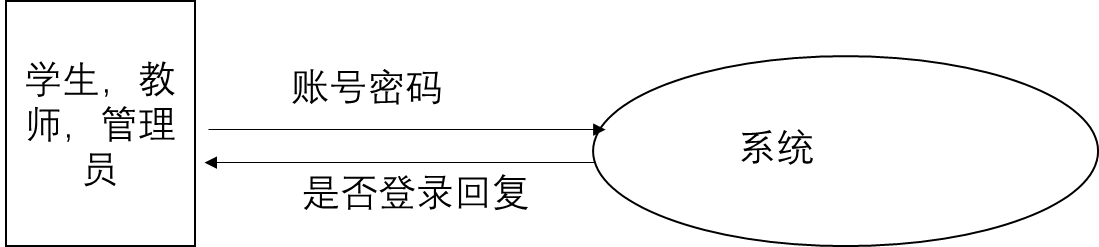 学生，教
师，管理
员
账号密码
系统
是否登录回复